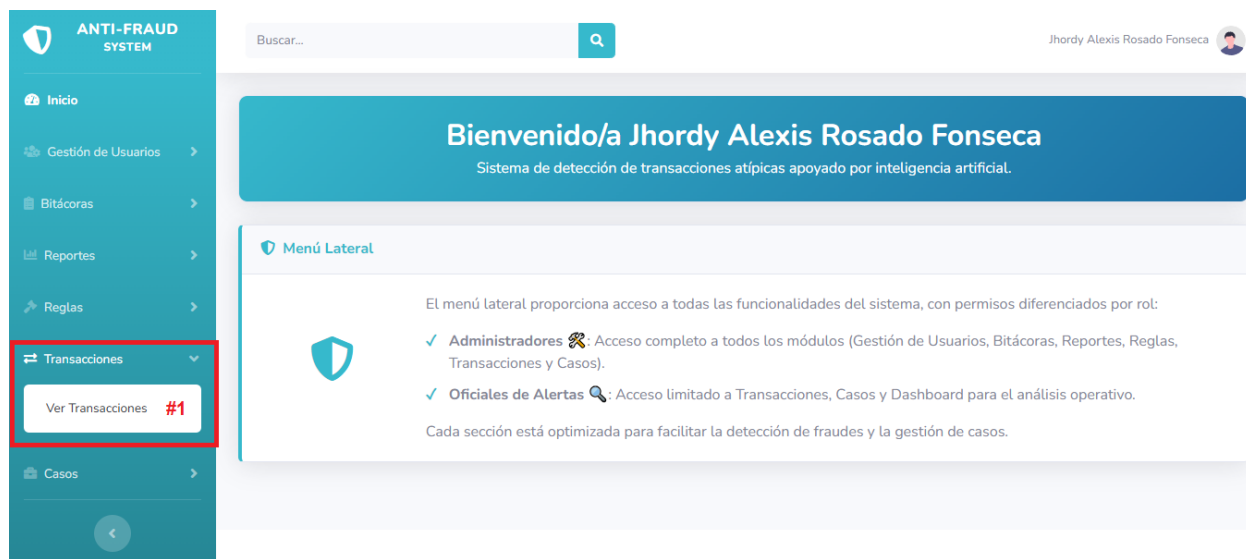 ANTI-FRAUD
SYSTEM
Buscar...
Jhordy Alexis Rosado Fonseca
Inicio
Gestión de Usuarios
Bitácoras
Reportes
Reglas
Transacciones
Ver Transacciones #1
Casos
Bienvenido/a Jhordy Alexis Rosado Fonseca
Sistema de detección de transacciones atípicas apoyado por inteligencia artificial.
Menú Lateral
El menú lateral proporciona acceso a todas las funcionalidades del sistema, con permisos diferenciados por rol:
✓ Administradores 🛠: Acceso completo a todos los módulos (Gestión de Usuarios, Bitácoras, Reportes, Reglas,
Transacciones y Casos).
✓ Oficiales de Alertas 🔍: Acceso limitado a Transacciones, Casos y Dashboard para el análisis operativo.
Cada sección está optimizada para facilitar la detección de fraudes y la gestión de casos.